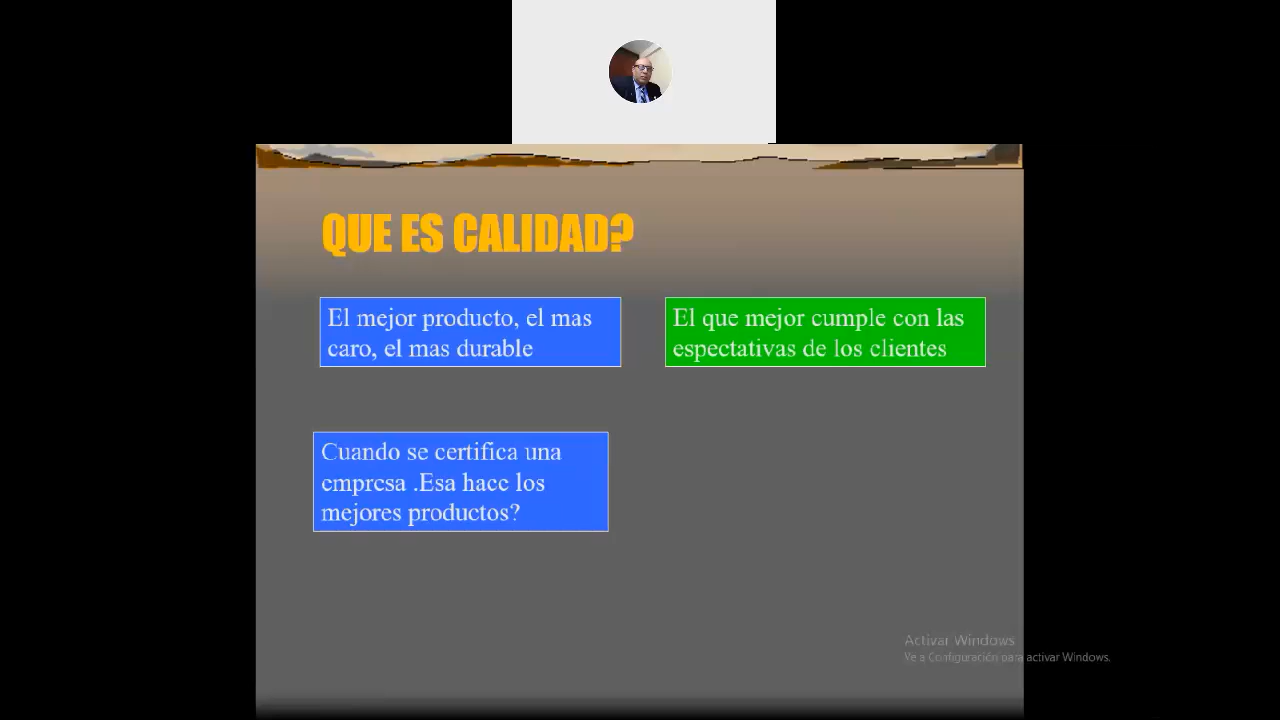 QUE ES CALIDAD?
El mejor producto, el mas
caro, el mas durable
El que mejor cumple con las
espectativas de los clientes
Cuando se certifica una
empresa .Esa hace los
mejores productos?
Activar Windows
Ve a Configuración para activar Windows.